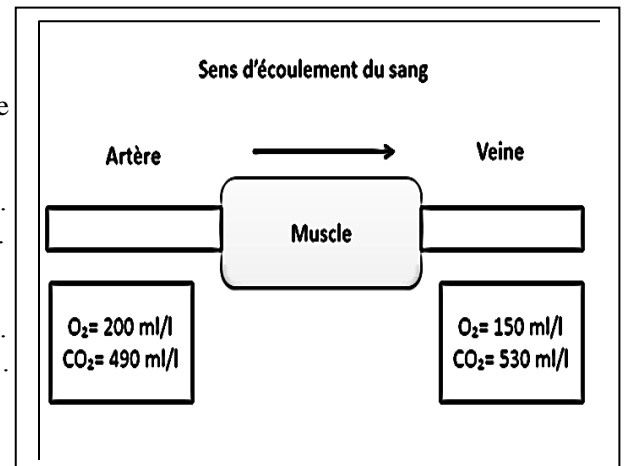 Sens d'écoulement du sang
Artère
Veine
Muscle
O₂= 200 ml/l
CO₂= 490 ml/l
O₂= 150 ml/l
CO₂= 530 ml/l